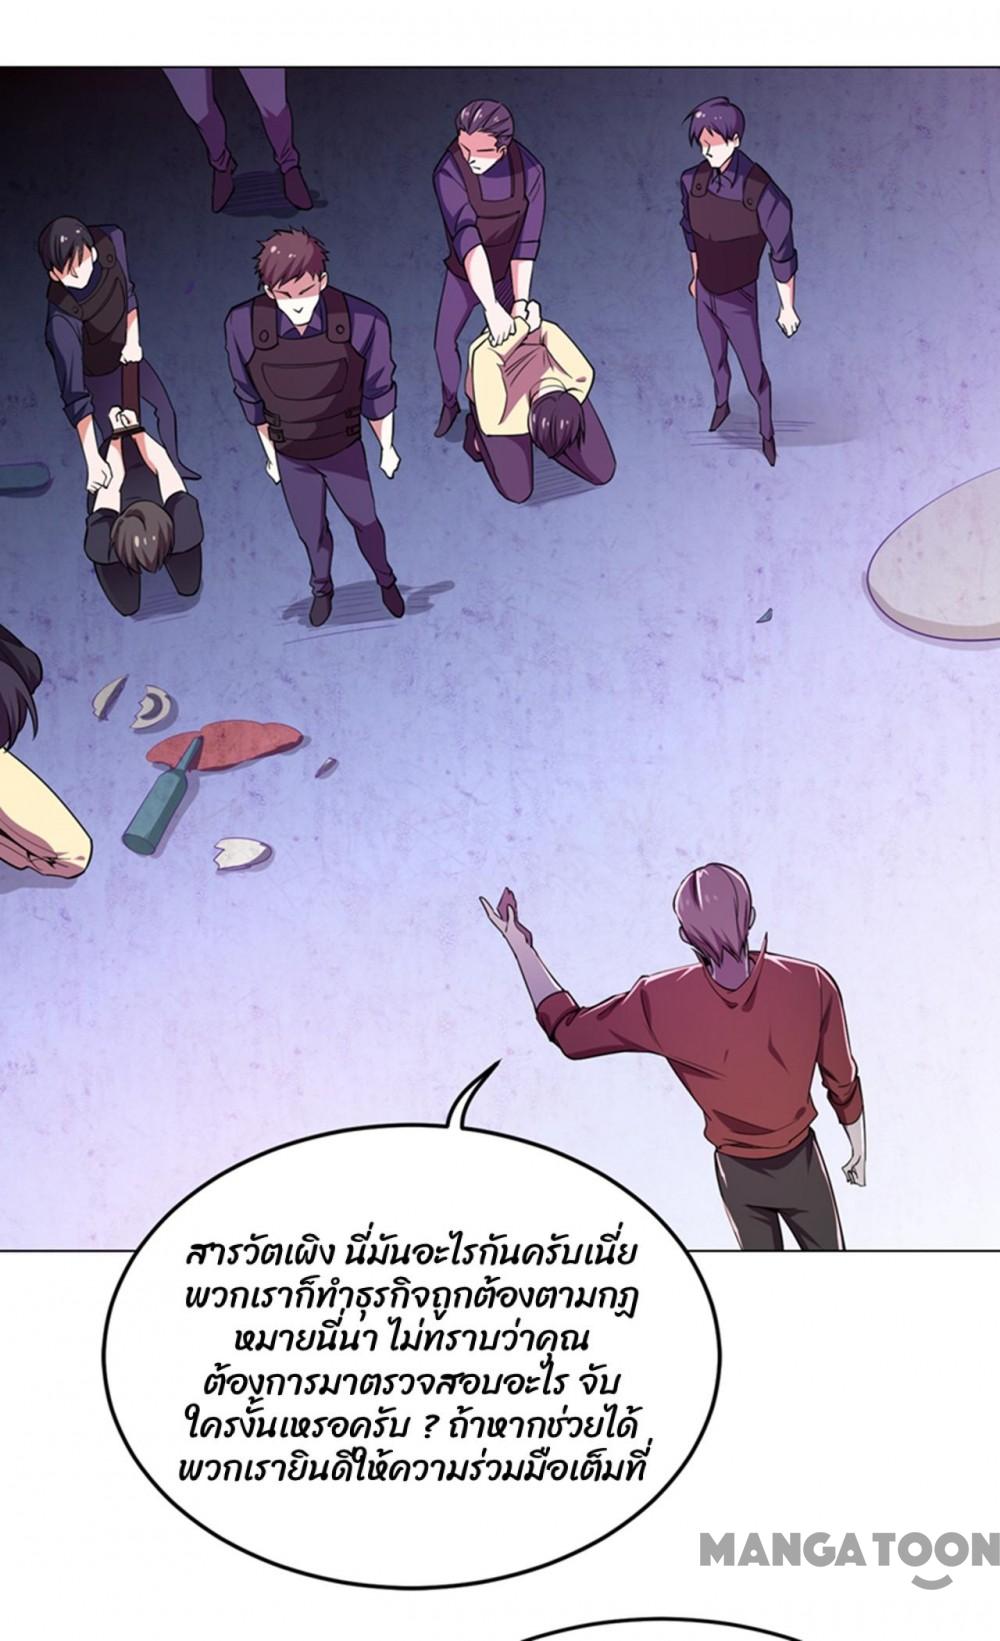 สารวัตเผิง นี่มันอะไรกันครับเนี่ย
พวกเราก็ทำธุรกิจถูกต้องตามกฏ
หมายนี่นา ไม่ทราบว่าคุณ
ต้องการมาตรวจสอบอะไร จับ
ใครงั้นเหรอครับ ? ถ้าหากช่วยได้
พวกเรายินดีให้ความร่วมมือเต็มที่
MANGATOON